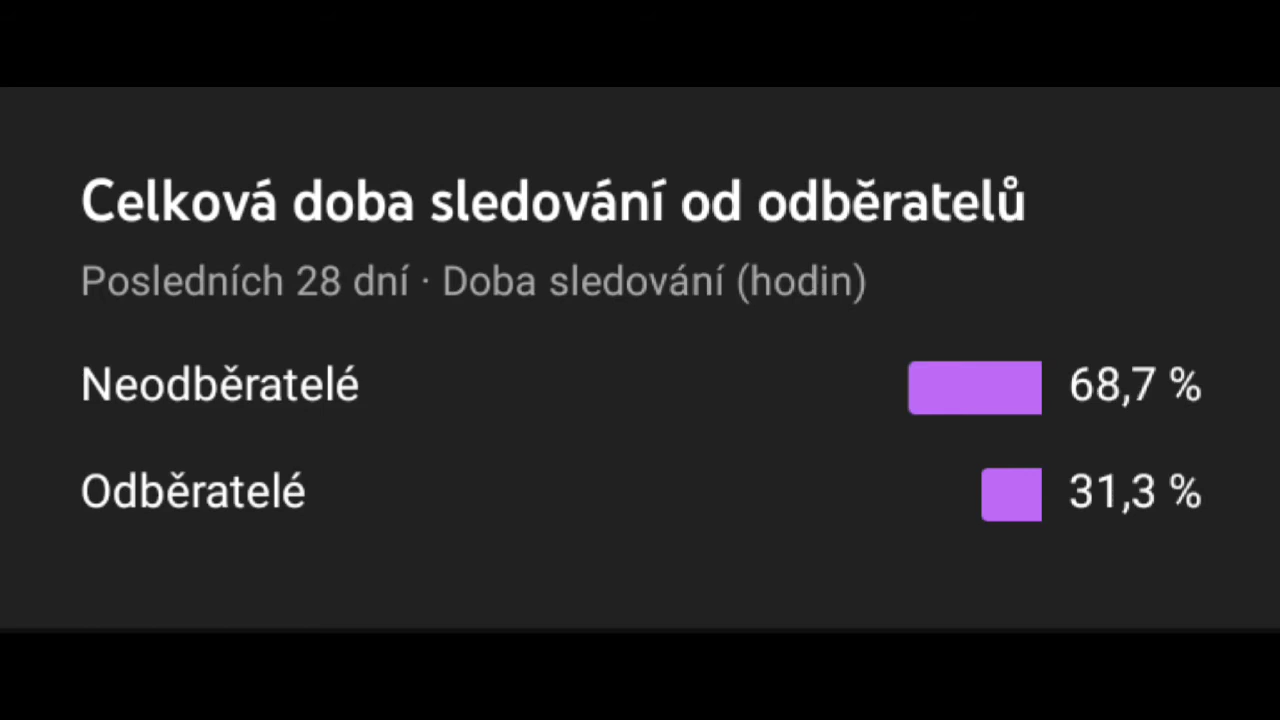 Celková doba sledování od odběratelů
Posledních 28 dní · Doba sledování (hodin)
Neodběratelé 68,7 %
Odběratelé 31,3 %